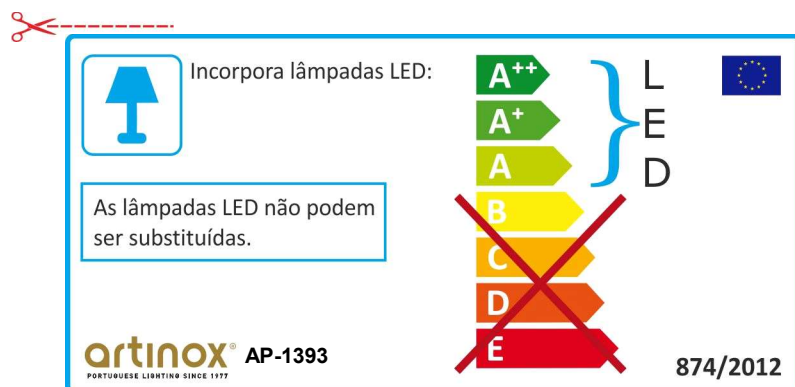 Incorpora lâmpadas LED:
As lâmpadas LED não podem
ser substituídas.
A++
A+
A
B
C
D
E
L
E
D
artinox® AP-1393
PORTUGUESE LIGHTING SINCE 1977
874/2012